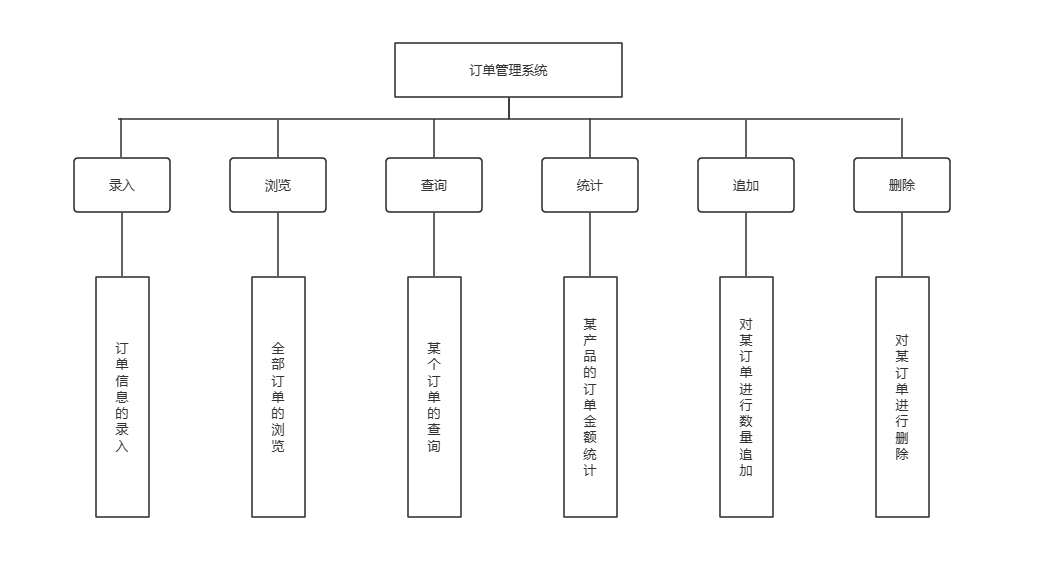 订单管理系统
录入
浏览
查询
统计
追加
删除
订单信息的录入
全部订单的浏览
某个订单的查询
某产品的订单金额统计
对某订单进行数量追加
对某订单进行删除